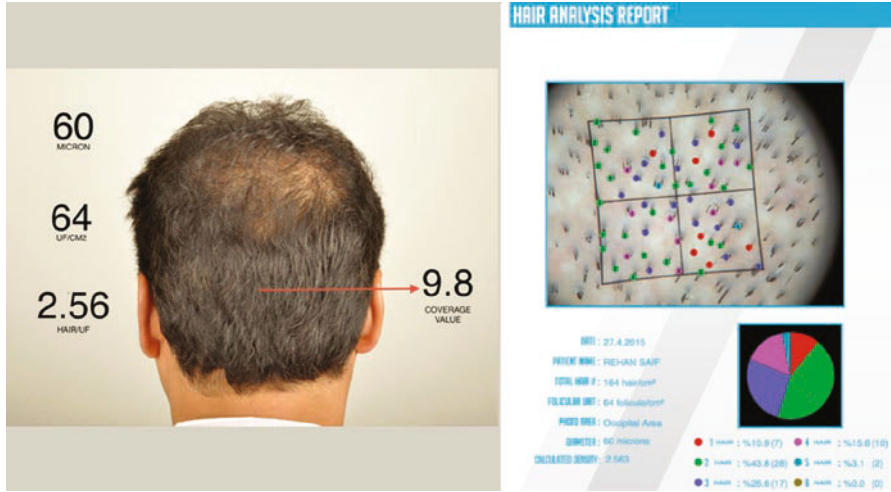 60
MICRON
64
UF/CM2
2.56
HAIR/UF
9.8
COVERAGE
VALUE
HAIR ANALYSIS REPORT
DATE : 27.4.2015
PATIENT NAME : REHAN SAIF
TOTAL HAIR # : 164 hair/cm²
FOLICULAR UNIT : 64 folicule/cm²
PHOTO AREA : Occipital Area
DIAMETER : 60 microns
CALCULATED DENSITY : 2.563
1 HAIR : %10.9 (7)
4 HAIR : %15.6 (10)
2 HAIR : %43.8 (28)
5 HAIR : %3.1 (2)
3 HAIR : %26.6 (17)
6 HAIR : %0.0 (0)